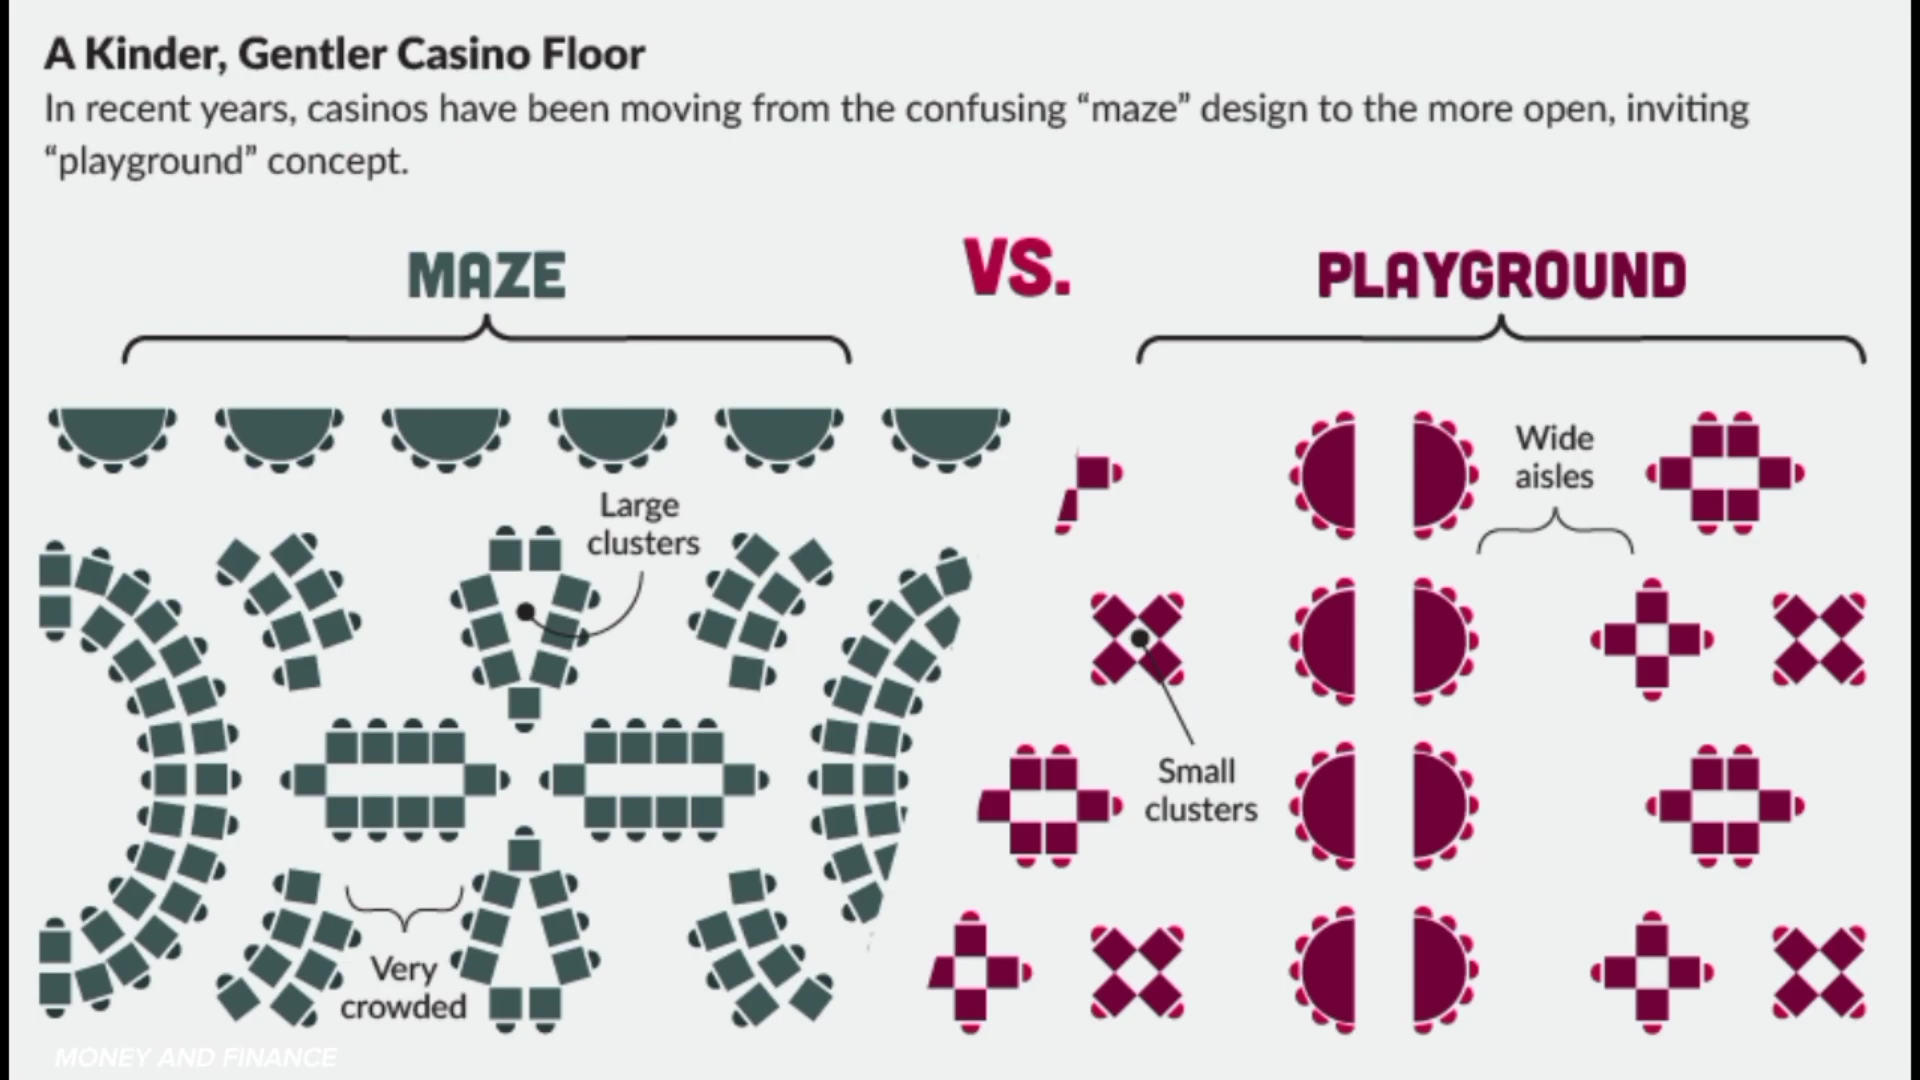 A Kinder, Gentler Casino Floor
In recent years, casinos have been moving from the confusing “maze” design to the more open, inviting
“playground” concept.
MAZE
VS.
PLAYGROUND
Wide
aisles
Large
clusters
Small
clusters
Very
crowded
MONEY AND FINANCE